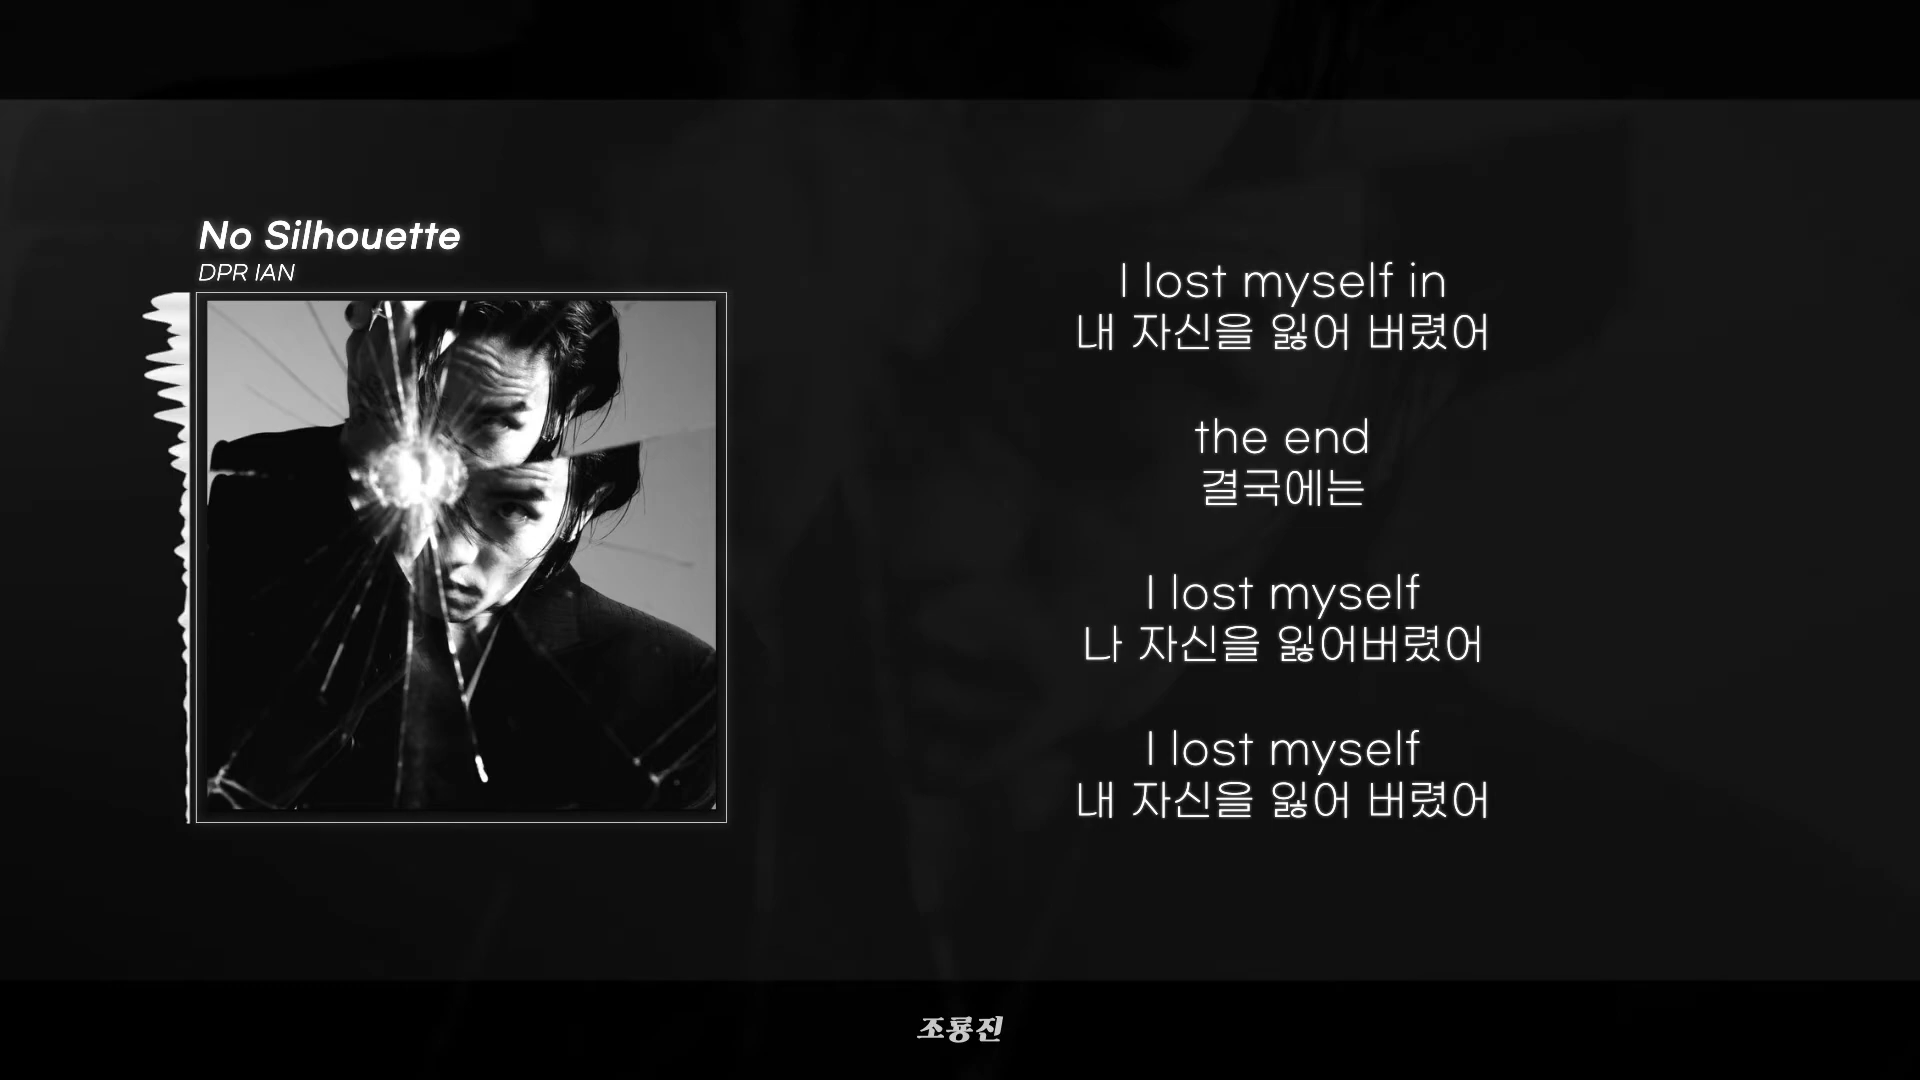 No Silhouette
DPR IAN
I lost myself in
내 자신을 잃어 버렸어
the end
결국에는
I lost myself
나 자신을 잃어버렸어
I lost myself
내 자신을 잃어 버렸어
조룡진